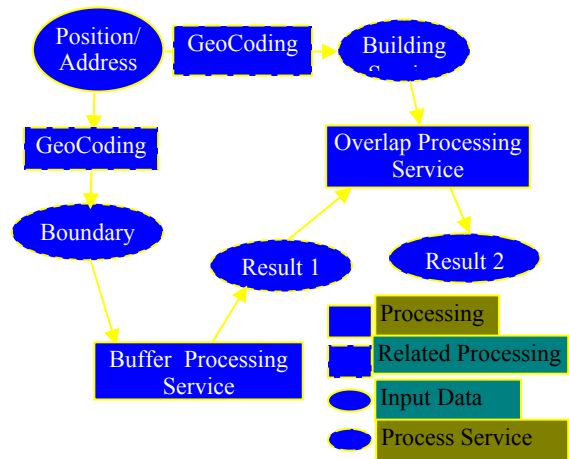 Position/
Address
GeoCoding
Building
GeoCoding
Overlap Processing
Service
Boundary
Result 1
Result 2
Buffer Processing
Service
Processing
Related Processing
Input Data
Process Service